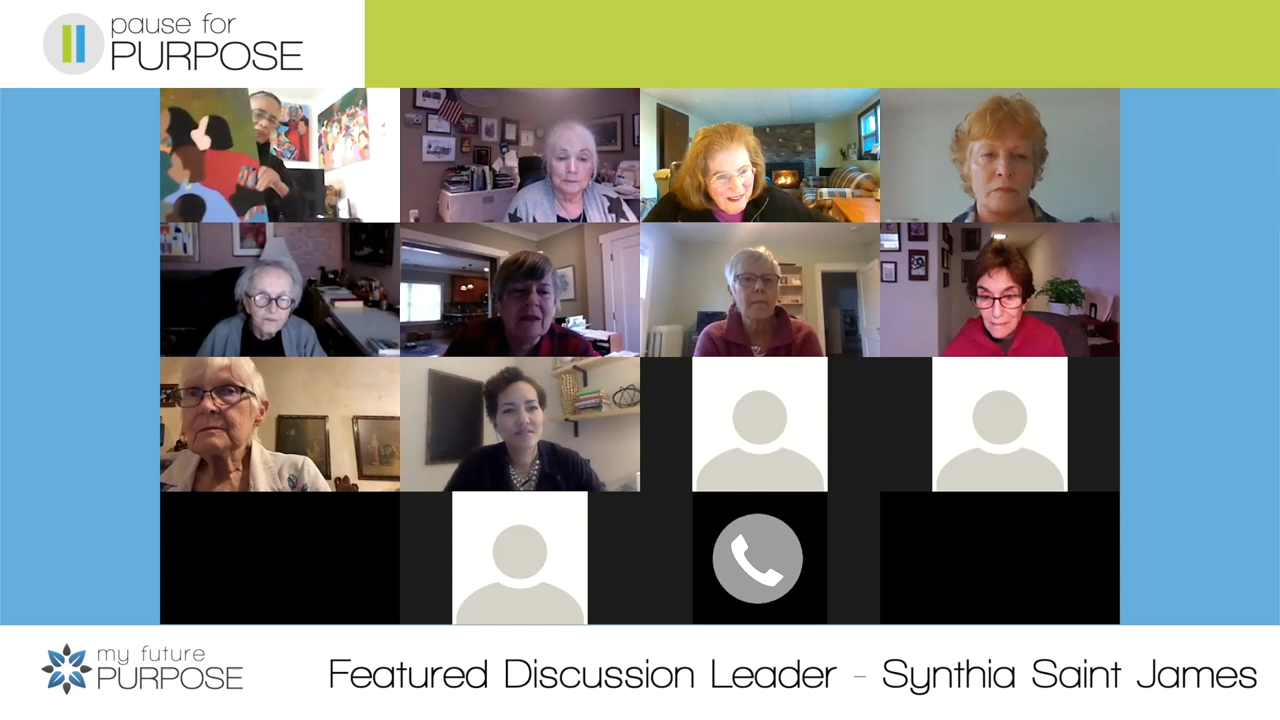 pause for
PURPOSE
my future
PURPOSE
Featured Discussion Leader - Synthia Saint James